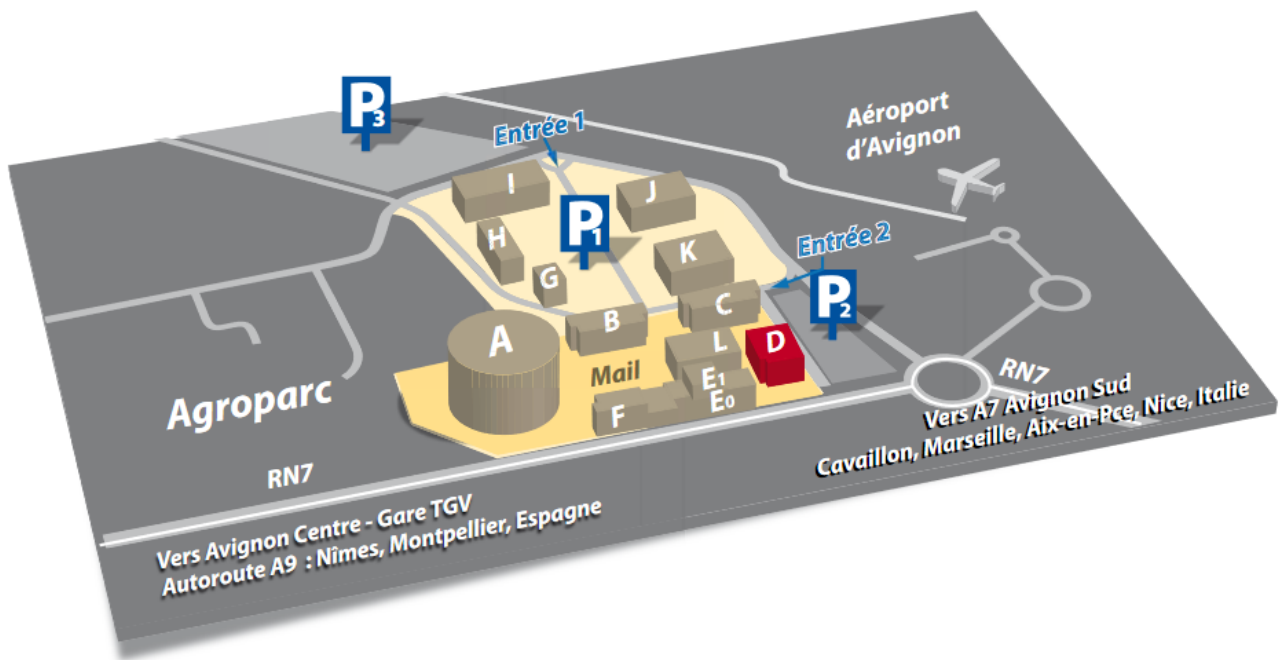 P3
Entrée 1
Aéroport
d'Avignon
I
J
P1
H
K
Entrée 2
G
P2
C
B
A
L
D
Mail
E1
E0
F
Agroparc
RN7
Vers A7 Avignon Sud
Cavaillon, Marseille, Aix-en-Pce, Nice, Italie
RN7
Vers Avignon Centre - Gare TGV
Autoroute A9 : Nîmes, Montpellier, Espagne